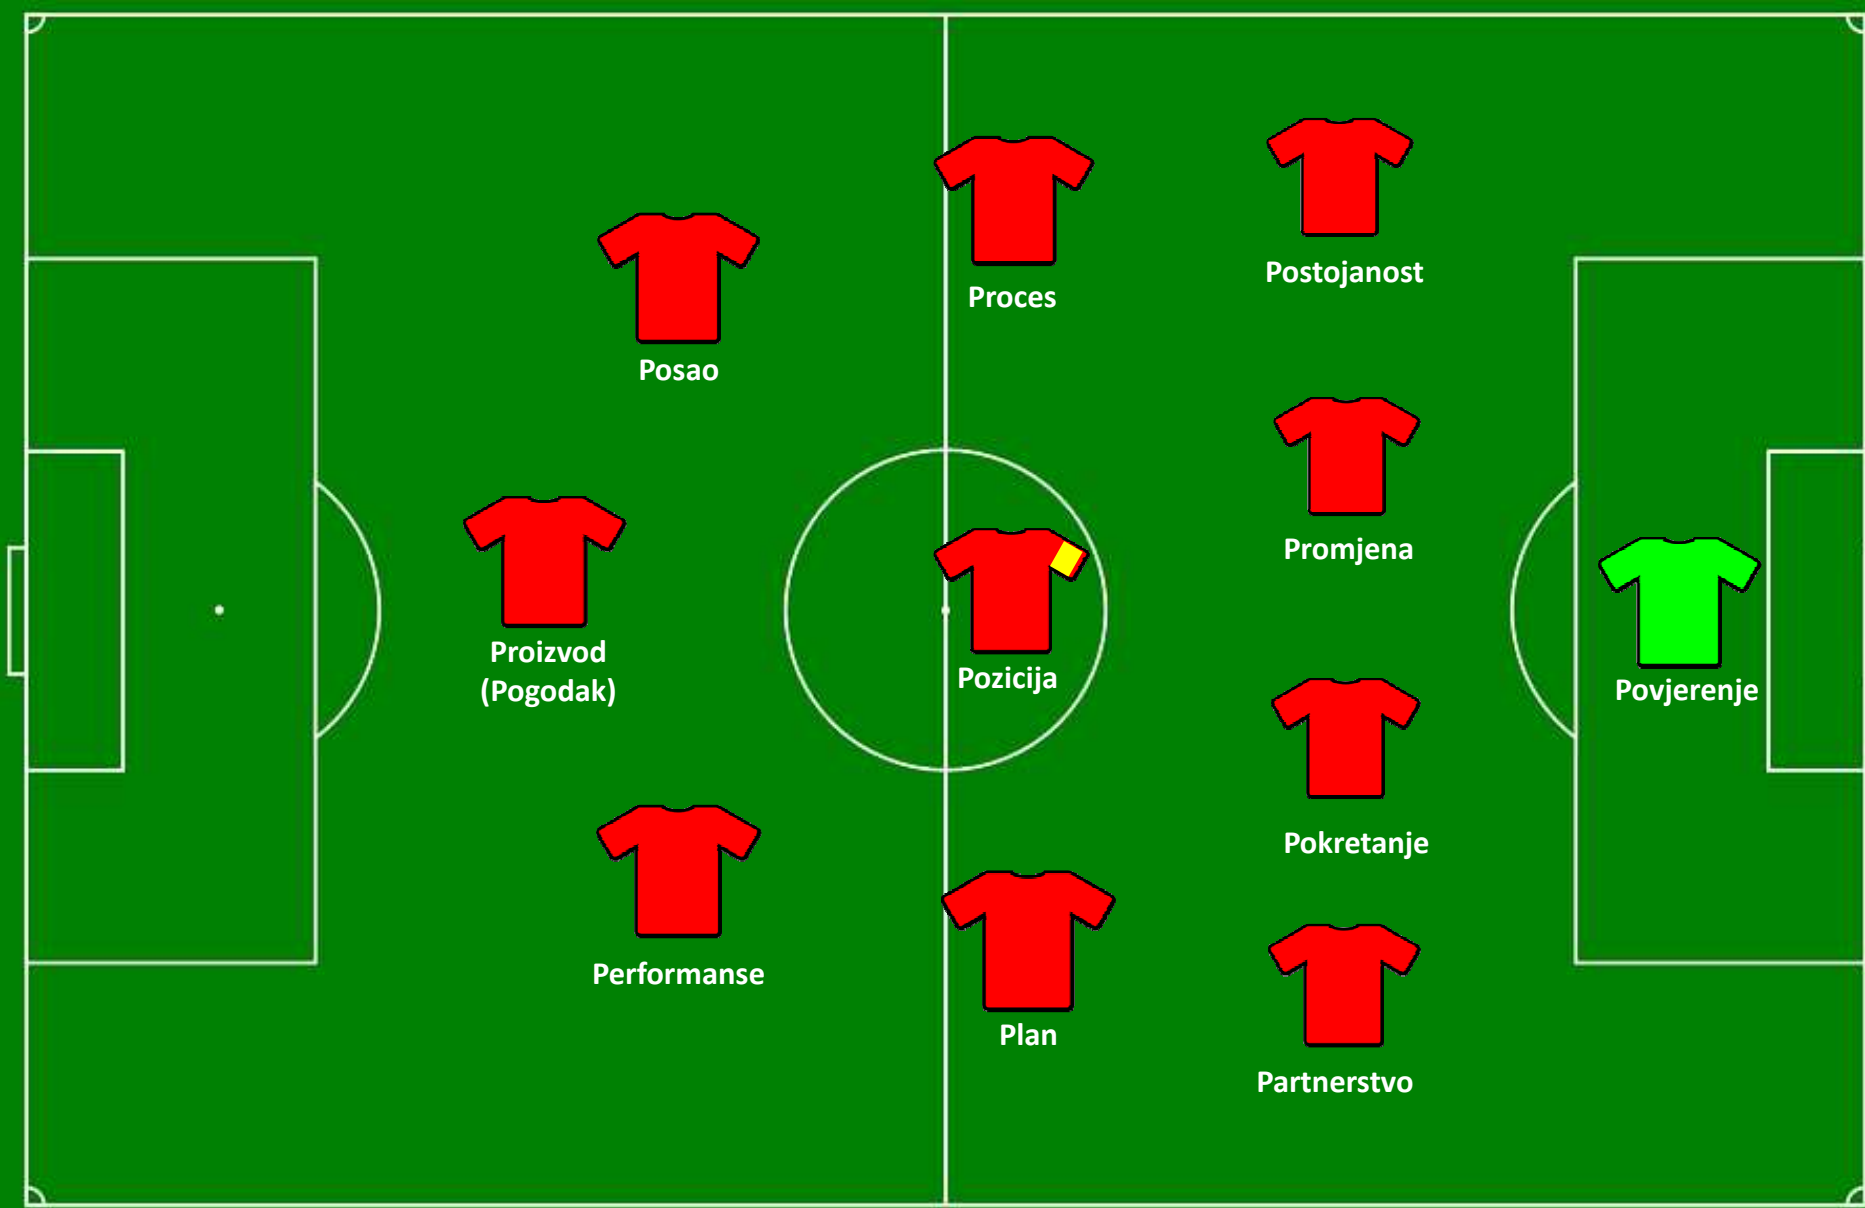 Postojanost
Proces
Posao
Promjena
Proizvod
(Pogodak)
Pozicija
Povjerenje
Pokretanje
Performanse
Plan
Partnerstvo